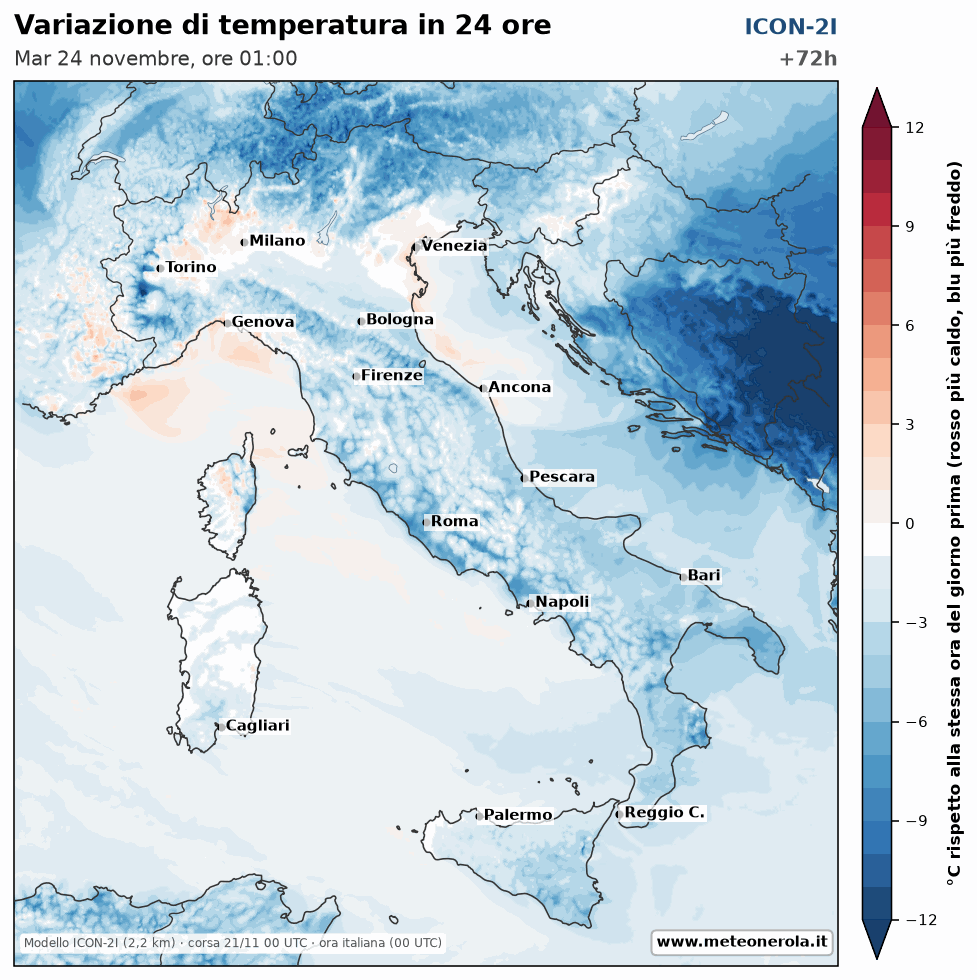 Variazione di temperatura in 24 ore
ICON-2I
Mar 24 novembre, ore 01:00
+72h
Milano
Venezia
Torino
Genova
Bologna
Firenze
Ancona
Pescara
Roma
Bari
Napoli
Cagliari
Palermo
Reggio C.
12
9
6
3
0
−3
−6
−9
−12
°C rispetto alla stessa ora del giorno prima (rosso più caldo, blu più freddo)
Modello ICON-2I (2,2 km) · corsa 21/11 00 UTC · ora italiana (00 UTC)
www.meteonerola.it